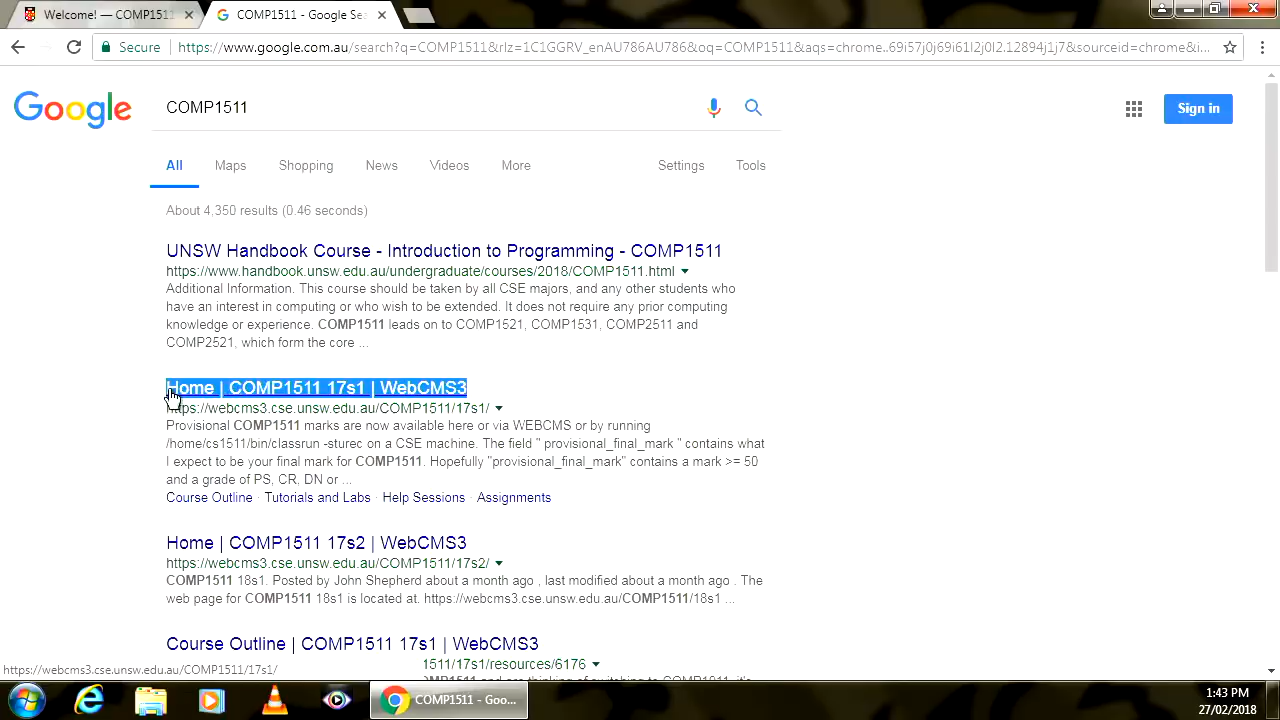 Welcome! — COMP1511
COMP1511 - Google Sea
Secure
https://www.google.com.au/search?q=COMP1511&rlz=1C1GGRV_enAU786AU786&oq=COMP1511&aqs=chrome..69i57j0j69i61l2j0l2.12894j1j7&sourceid=chrome&i...
Google
COMP1511
Sign in
All Maps Shopping News Videos More Settings Tools
About 4,350 results (0.46 seconds)
UNSW Handbook Course - Introduction to Programming - COMP1511
https://www.handbook.unsw.edu.au/undergraduate/courses/2018/COMP1511.html
Additional Information. This course should be taken by all CSE majors, and any other students who
have an interest in computing or who wish to be extended. It does not require any prior computing
knowledge or experience. COMP1511 leads on to COMP1521, COMP1531, COMP2511 and
COMP2521, which form the core ...
Home | COMP1511 17s1 | WebCMS3
https://webcms3.cse.unsw.edu.au/COMP1511/17s1/
Provisional COMP1511 marks are now available here or via WEBCMS or by running
/home/cs1511/bin/classrun -sturec on a CSE machine. The field " provisional_final_mark " contains what
I expect to be your final mark for COMP1511. Hopefully "provisional_final_mark" contains a mark >= 50
and a grade of PS, CR, DN or ...
Course Outline · Tutorials and Labs · Help Sessions · Assignments
Home | COMP1511 17s2 | WebCMS3
https://webcms3.cse.unsw.edu.au/COMP1511/17s2/
COMP1511 18s1. Posted by John Shepherd about a month ago , last modified about a month ago . The
web page for COMP1511 18s1 is located at. https://webcms3.cse.unsw.edu.au/COMP1511/18s1 ...
Course Outline | COMP1511 17s1 | WebCMS3
1511/17s1/resources/6176
https://webcms3.cse.unsw.edu.au/COMP1511/17s1/
COMP1511 - Goo...
1:43 PM
27/02/2018